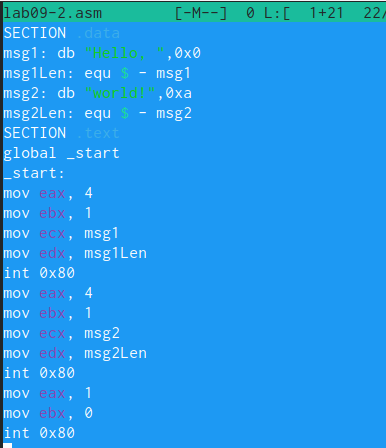 lab09-2.asm [-M--] 0 L:[ 1+21 22/
SECTION .data
msg1: db "Hello, ",0x0
msg1Len: equ $ - msg1
msg2: db "world!",0xa
msg2Len: equ $ - msg2
SECTION .text
global _start
_start:
mov eax, 4
mov ebx, 1
mov ecx, msg1
mov edx, msg1Len
int 0x80
mov eax, 4
mov ebx, 1
mov ecx, msg2
mov edx, msg2Len
int 0x80
mov eax, 1
mov ebx, 0
int 0x80